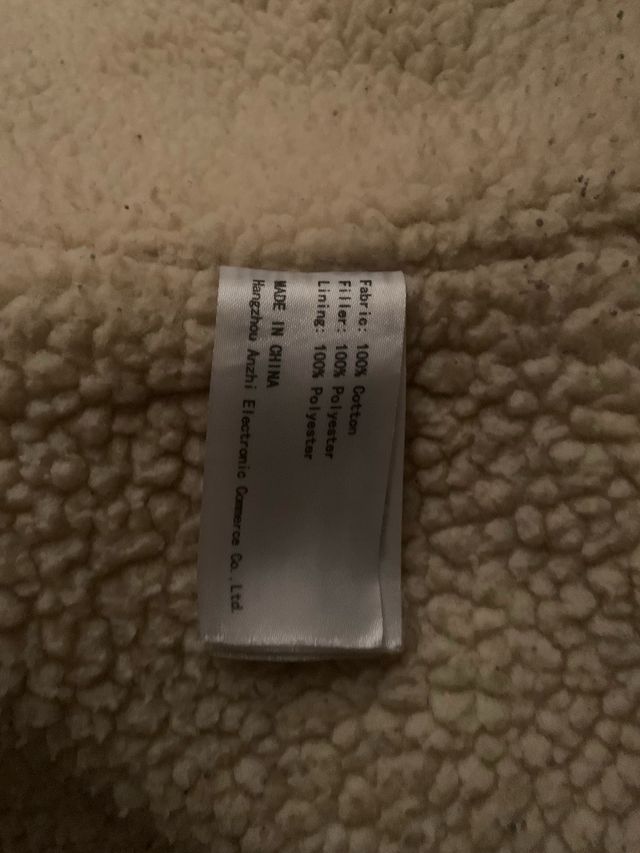 Fabric: 100% Cotton
Filler: 100% Polyester
Lining: 100% Polyester
MADE IN CHINA
Hangzhou Anzhi Electronic Commerce Co.,Ltd.